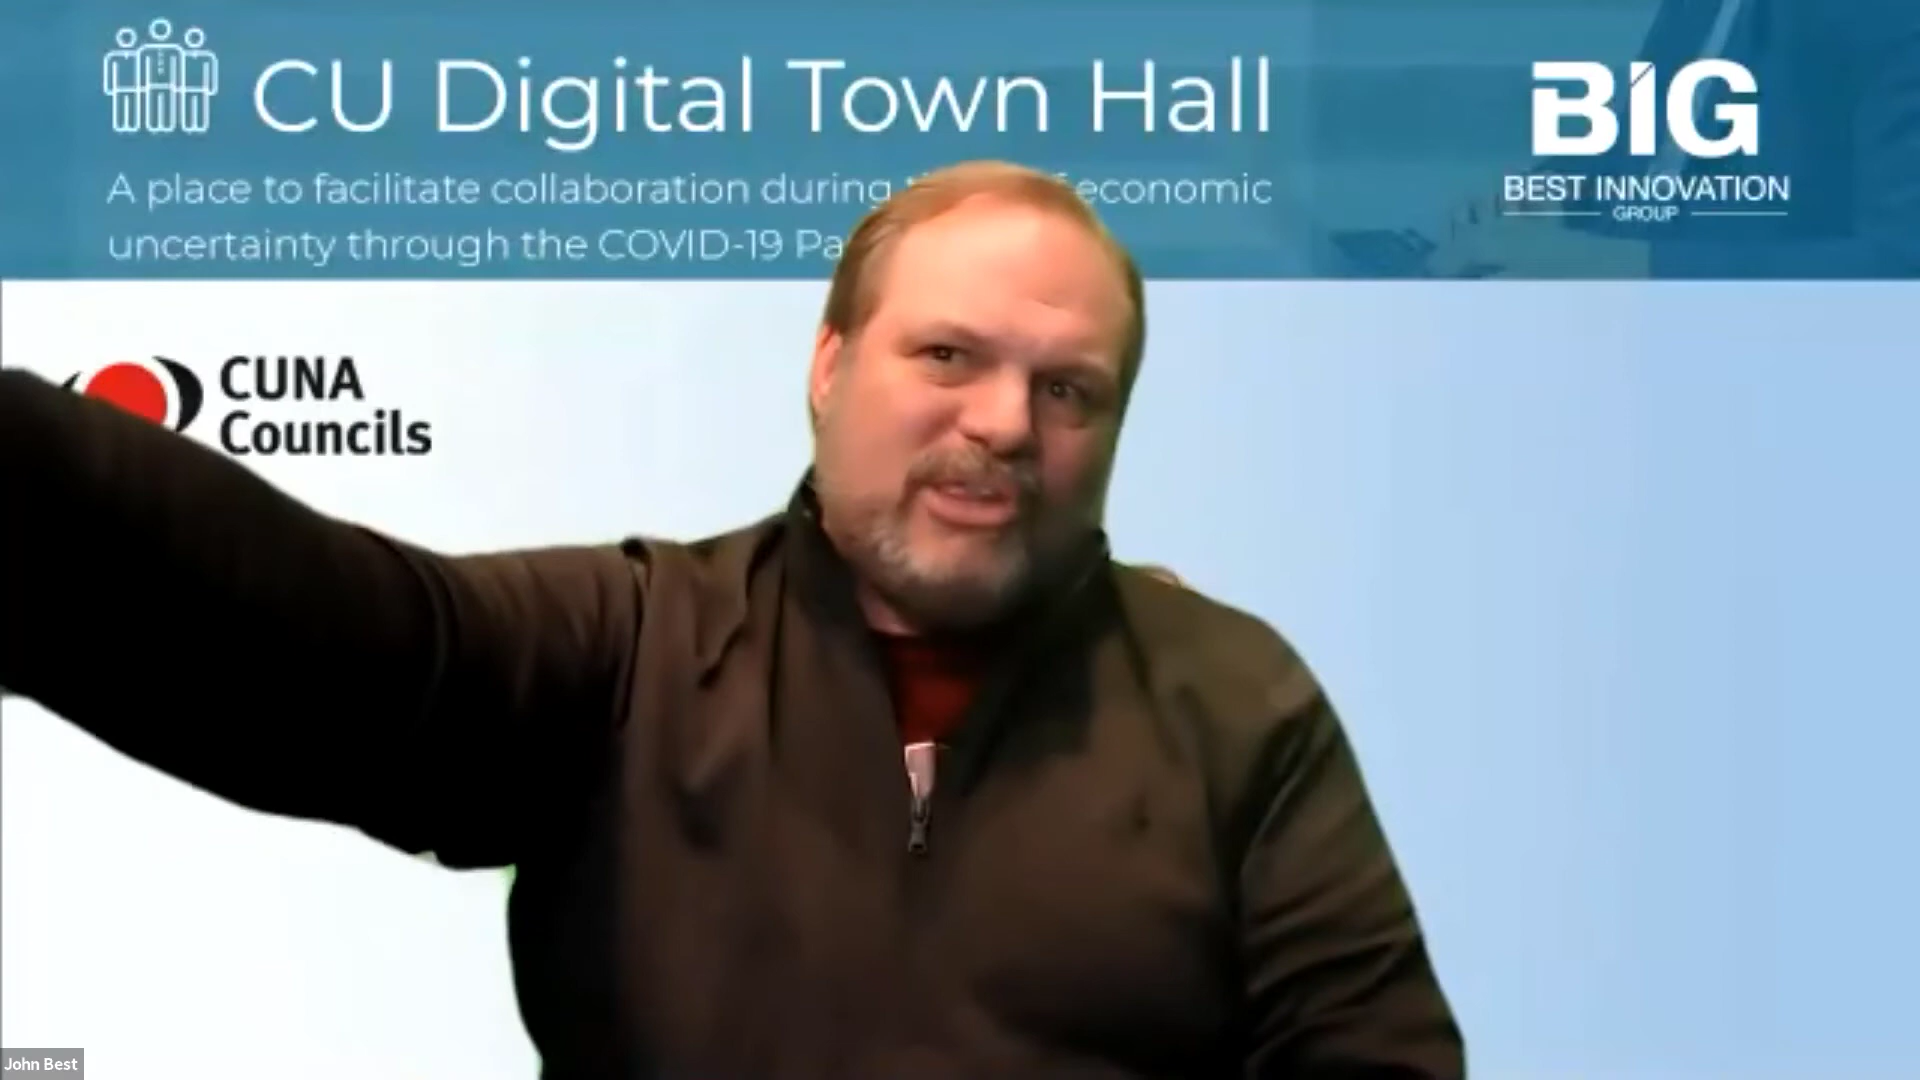 CU Digital Town Hall
A place to facilitate collaboration during economic
uncertainty through the COVID-19 Pa
BIG
BEST INNOVATION
GROUP
CUNA
Councils
John Best